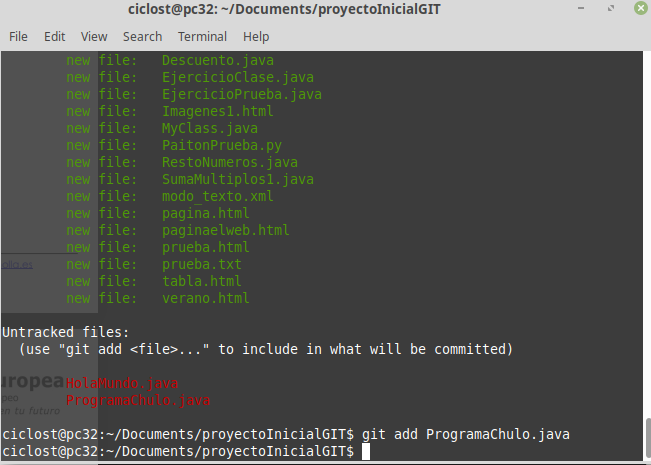 ciclost@pc32: ~/Documents/proyectoInicialGIT
File Edit View Search Terminal Help
new file: Descuento.java
new file: EjercicioClase.java
new file: EjercicioPrueba.java
new file: Imagenes1.html
new file: MyClass.java
new file: PaitonPrueba.py
new file: RestoNumeros.java
new file: SumaMultiplos1.java
new file: modo_texto.xml
new file: pagina.html
new file: paginaelweb.html
new file: prueba.html
new file: prueba.txt
new file: tabla.html
new file: verano.html
Untracked files:
(use "git add <file>..." to include in what will be committed)
HolaMundo.java
ProgramaChulo.java
ciclost@pc32:~/Documents/proyectoInicialGIT$ git add ProgramaChulo.java
ciclost@pc32:~/Documents/proyectoInicialGIT$
uropea
opea
en tu futuro